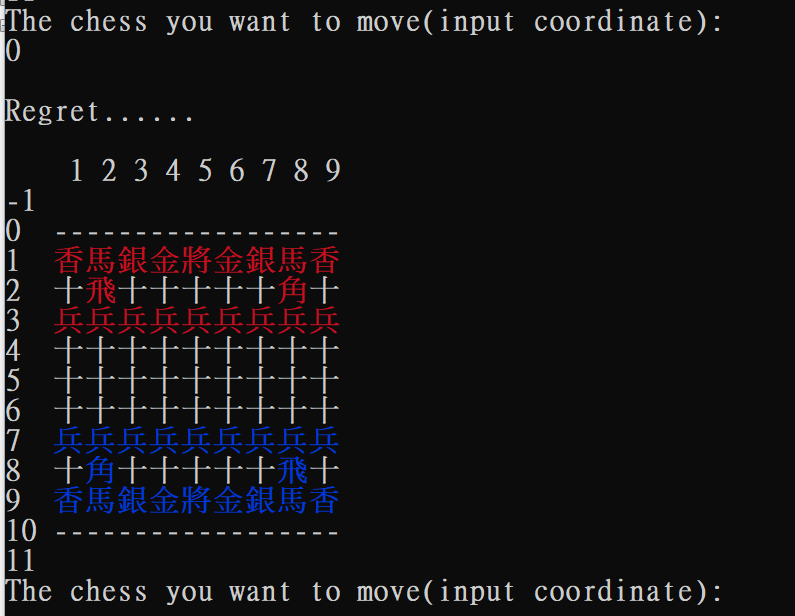 The chess you want to move(input coordinate):
0
Regret......
1 2 3 4 5 6 7 8 9
-1
0 ------------------
1 香馬銀金將金銀馬香
2 十飛十十十十十角十
3 兵兵兵兵兵兵兵兵兵
4 十十十十十十十十十
5 十十十十十十十十十
6 十十十十十十十十十
7 兵兵兵兵兵兵兵兵兵
8 十角十十十十十飛十
9 香馬銀金將金銀馬香
10 ------------------
11
The chess you want to move(input coordinate):